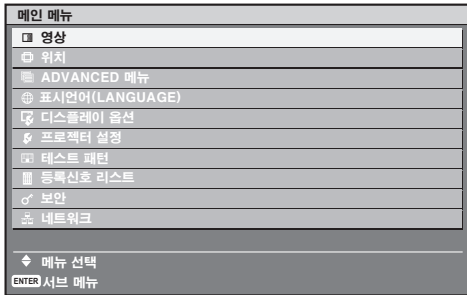 메인 메뉴
영상
위치
ADVANCED 메뉴
표시언어(LANGUAGE)
디스플레이 옵션
프로젝터 설정
테스트 패턴
등록신호 리스트
보안
네트워크
메뉴 선택
ENTER 서브 메뉴